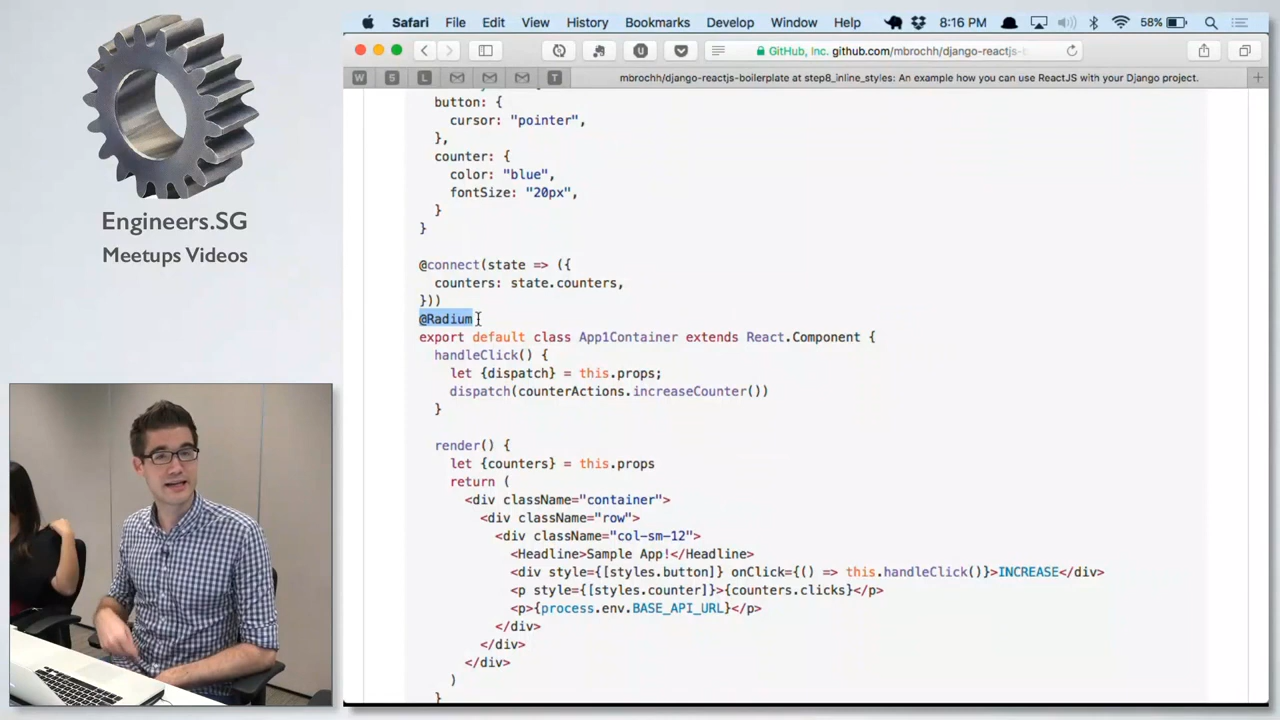 Engineers.SG
Meetups Videos
Safari File Edit View History Bookmarks Develop Window Help 8:16 PM 58%
GitHub, Inc. github.com/mbrochh/django-reactjs-b
W 5 L T mbrochh/django-reactjs-boilerplate at step8_inline_styles: An example how you can use ReactJS with your Django project.
button: {
cursor: "pointer",
},
counter: {
color: "blue",
fontSize: "20px",
}
}
@connect(state => ({
counters: state.counters,
}))
@Radium
export default class App1Container extends React.Component {
handleClick() {
let {dispatch} = this.props;
dispatch(counterActions.increaseCounter())
}
render() {
let {counters} = this.props
return (
<div className="container">
<div className="row">
<div className="col-sm-12">
<Headline>Sample App!</Headline>
<div style={[styles.button]} onClick={() => this.handleClick()}>INCREASE</div>
<p style={[styles.counter]}>{counters.clicks}</p>
<p>{process.env.BASE_API_URL}</p>
</div>
</div>
</div>
)
}